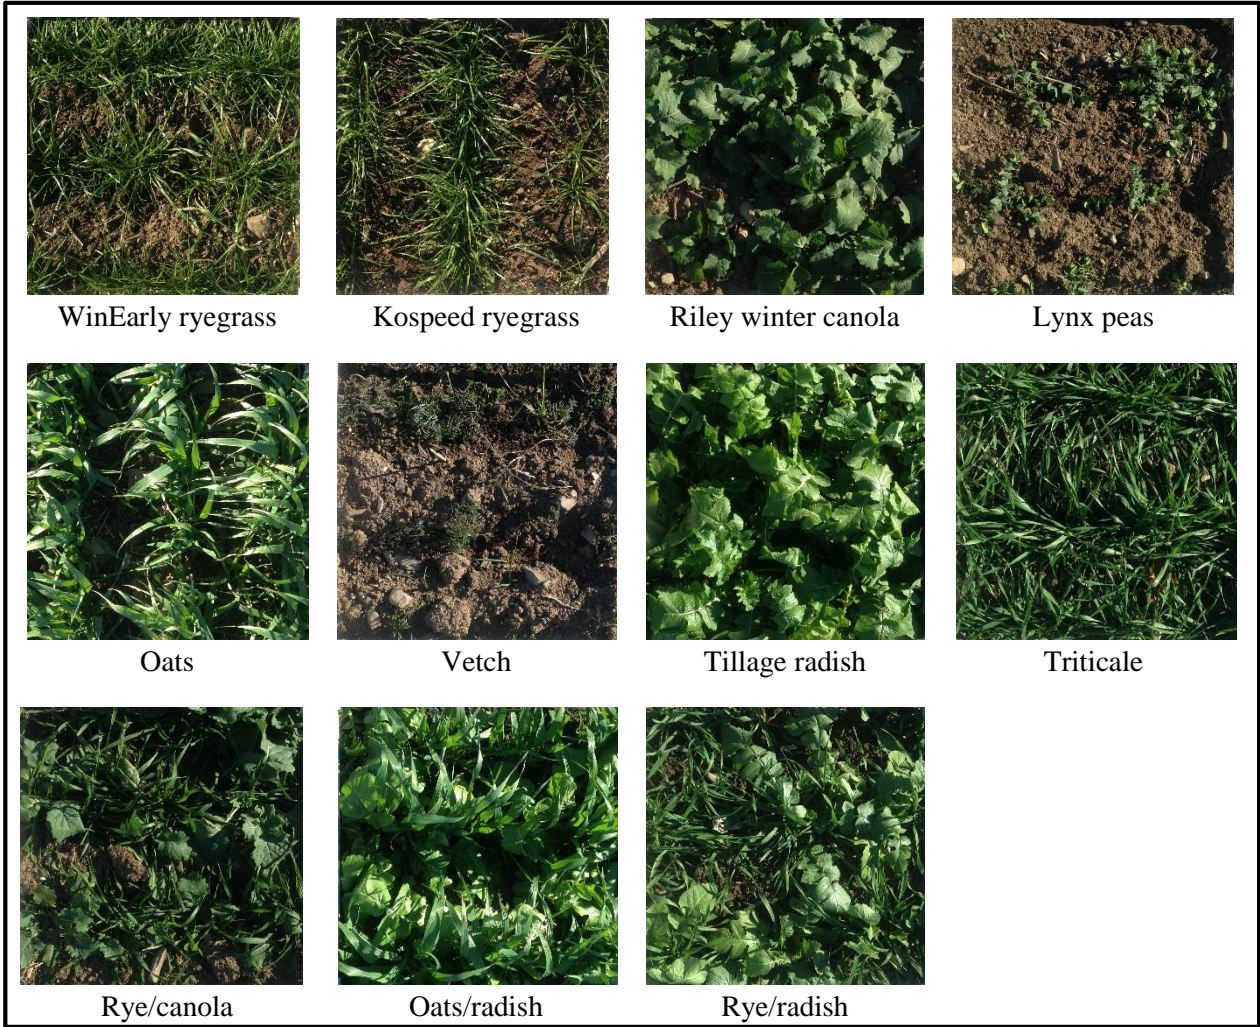 WinEarly ryegrass
Kospeed ryegrass
Riley winter canola
Lynx peas
Oats
Vetch
Tillage radish
Triticale
Rye/canola
Oats/radish
Rye/radish